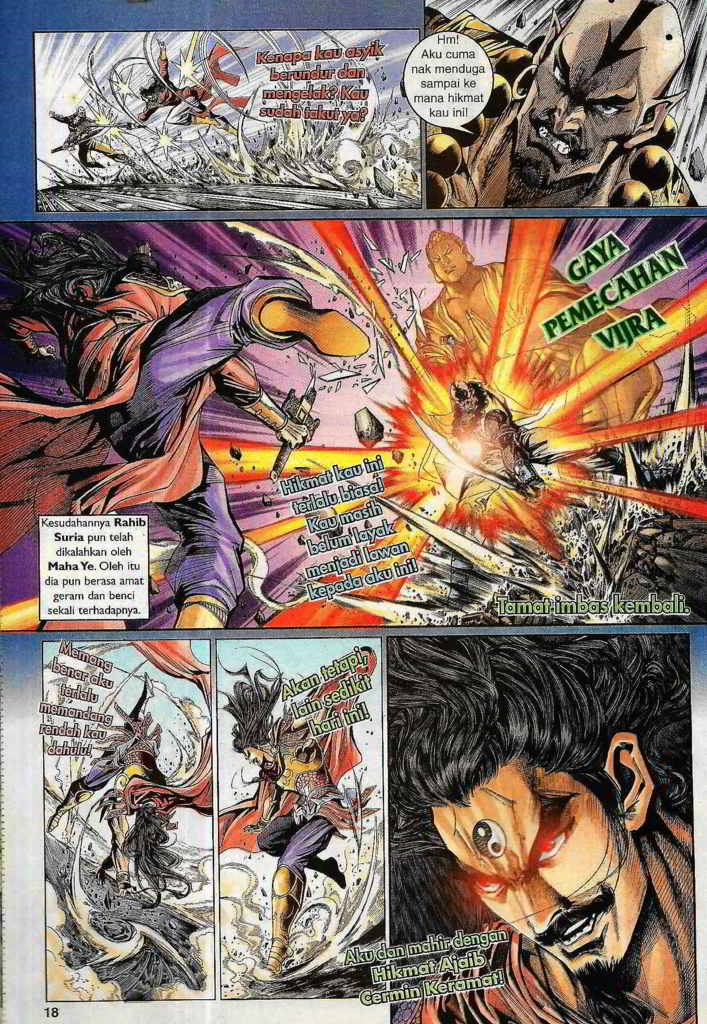 Kenapa kau asyik
berundur dan
mengelak? Kau
sudah takut ya?
Hm!
Aku cuma
nak menduga
sampai ke
mana hikmat
kau ini!
GAYA
PEMECAHAN
VIJRA
Hikmat kau ini
terlalu biasa!
Kau masih
belum layak
menjadi lawan
kepada aku ini!
Kesudahannya Rahib
Suria pun telah
dikalahkan oleh
Maha Ye. Oleh itu
dia pun berasa amat
geram dan benci
sekali terhadapnya.
Tamat imbas kembali.
Memang
benar aku
terlalu
memandang
rendah kau
dahulu!
Akan tetapi,
lain sedikit
hari ini!
Aku dan mahir dengan
Hikmat Ajaib
Cermin Keramat!
18